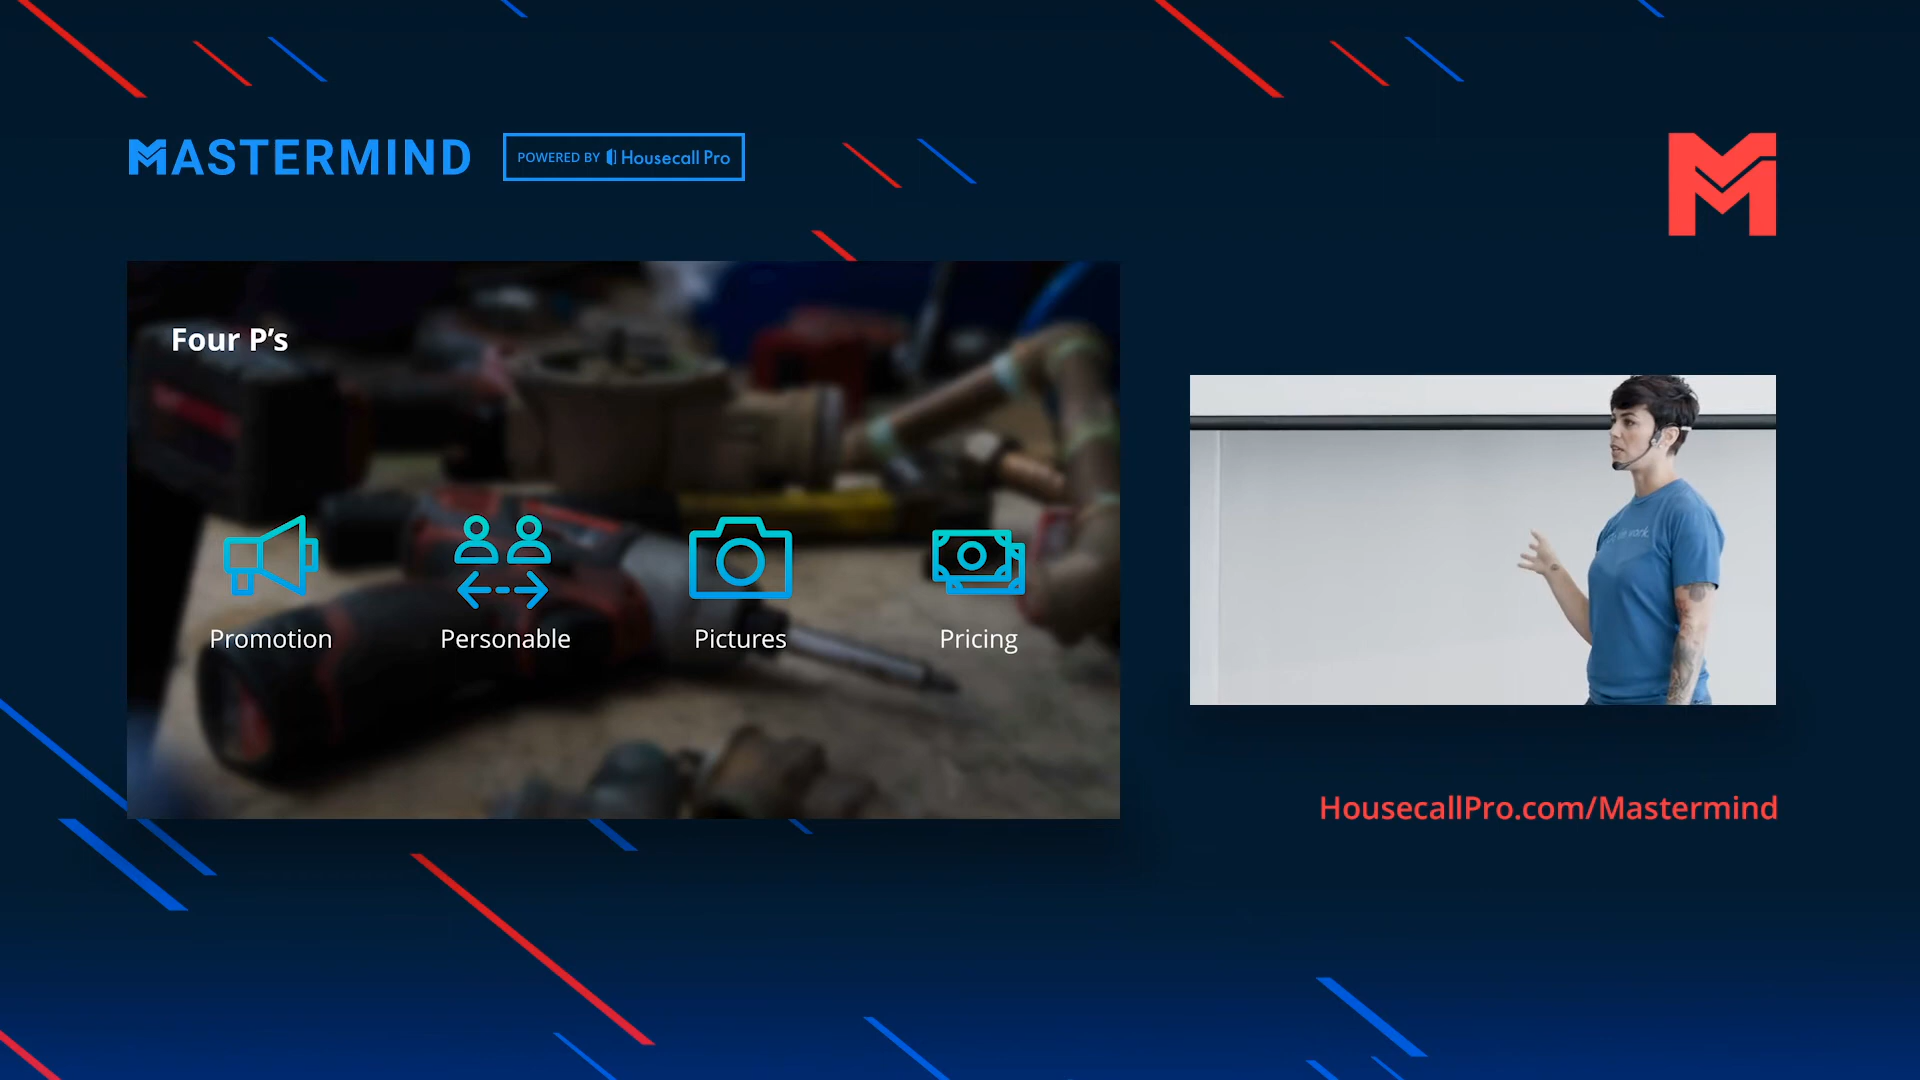 MASTERMIND
POWERED BY Housecall Pro
Four P’s
Promotion
Personable
Pictures
Pricing
HousecallPro.com/Mastermind